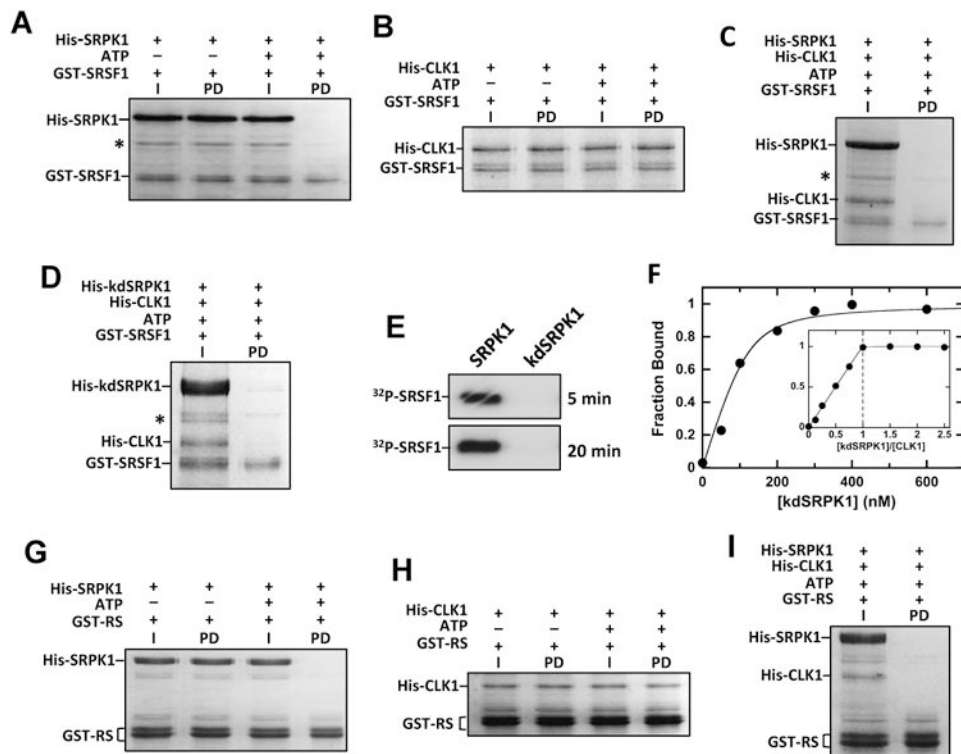 A
His-SRPK1 + + + +
ATP – – + +
GST-SRSF1 + + + +
I PD I PD
His-SRPK1
*
GST-SRSF1
B
His-CLK1 + + + +
ATP – – + +
GST-SRSF1 + + + +
I PD I PD
His-CLK1
GST-SRSF1
C
His-SRPK1 + +
His-CLK1 + +
ATP + +
GST-SRSF1 + +
I PD
His-SRPK1
*
His-CLK1
GST-SRSF1
D
His-kdSRPK1 + +
His-CLK1 + +
ATP + +
GST-SRSF1 + +
I PD
His-kdSRPK1
*
His-CLK1
GST-SRSF1
E
SRPK1 kdSRPK1
32P-SRSF1 5 min
32P-SRSF1 20 min
F
Fraction Bound
1
0.8
0.6
0.4
0.2
0
0 200 400 600
[kdSRPK1] (nM)
1
0.5
0
0 0.5 1 1.5 2 2.5
[kdSRPK1]/[CLK1]
G
His-SRPK1 + + + +
ATP – – + +
GST-RS + + + +
I PD I PD
His-SRPK1
GST-RS
H
His-CLK1 + + + +
ATP – – + +
GST-RS + + + +
I PD I PD
His-CLK1
GST-RS
I
His-SRPK1 + +
His-CLK1 + +
ATP + +
GST-RS + +
I PD
His-SRPK1
His-CLK1
GST-RS